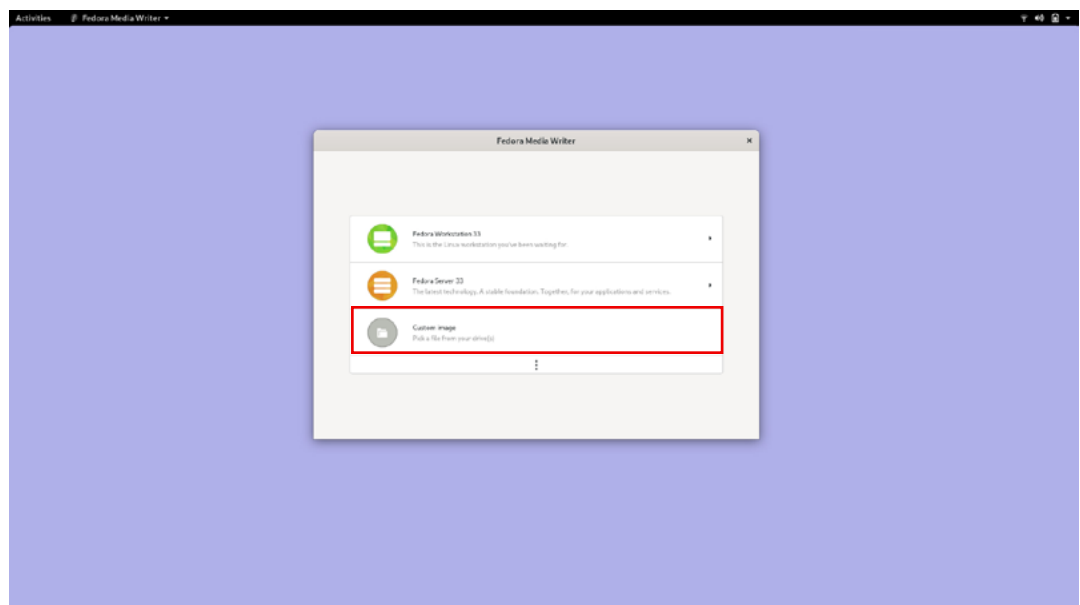 Activities Fedora Media Writer
Fedora Media Writer
Fedora Workstation 33
This is the Linux workstation you've been waiting for.
Fedora Server 33
The latest technology. A stable foundation. Together, for your applications and services.
Custom image
Pick a file from your drive(s)